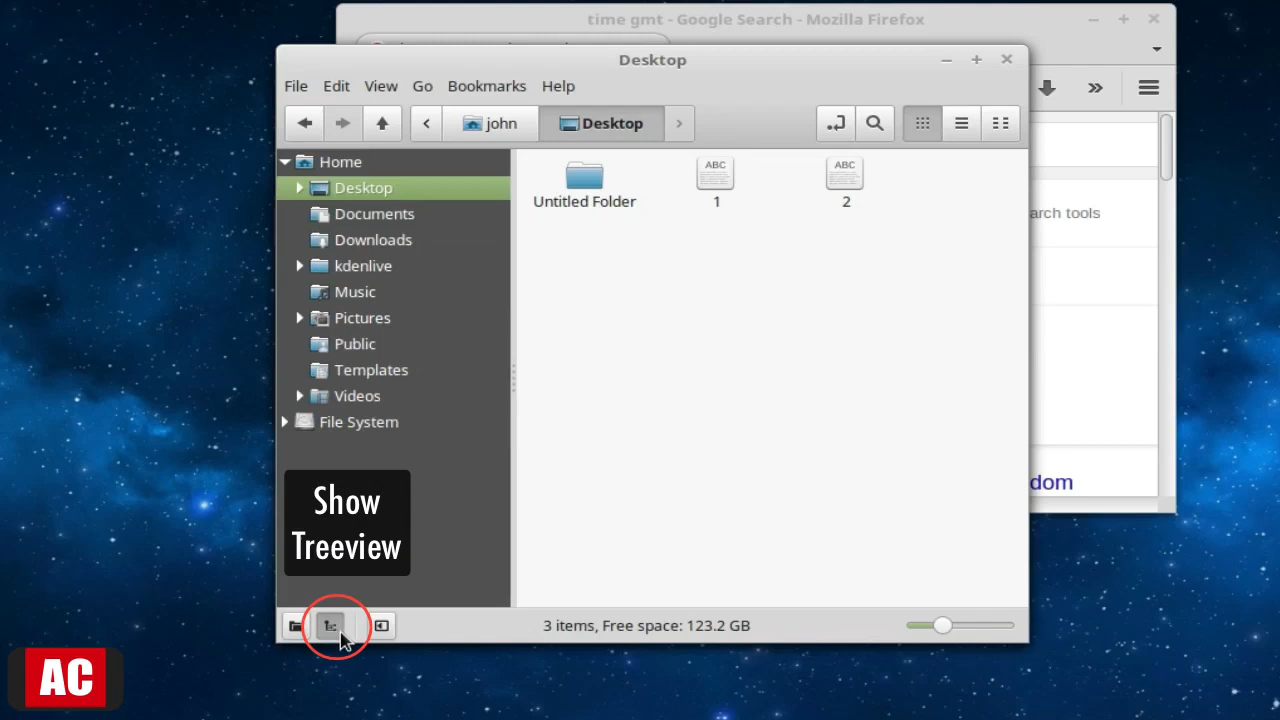 time gmt - Google Search - Mozilla Firefox
Desktop
File Edit View Go Bookmarks Help
john Desktop
Home
Desktop
Documents
Downloads
kdenlive
Music
Pictures
Public
Templates
Videos
File System
ABC
ABC
Untitled Folder
1
2
arch tools
dom
Show
Treeview
3 items, Free space: 123.2 GB
AC